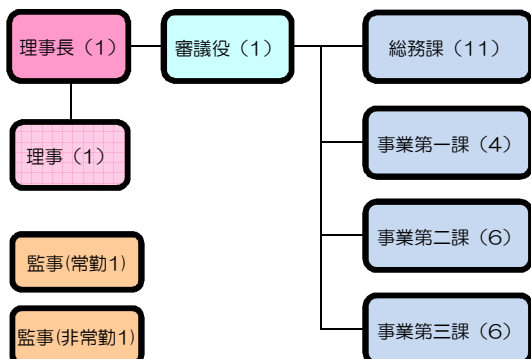 理事長（1）
審議役（1）
総務課（11）
理事（1）
事業第一課（4）
監事(常勤1)
事業第二課（6）
監事(非常勤1)
事業第三課（6）